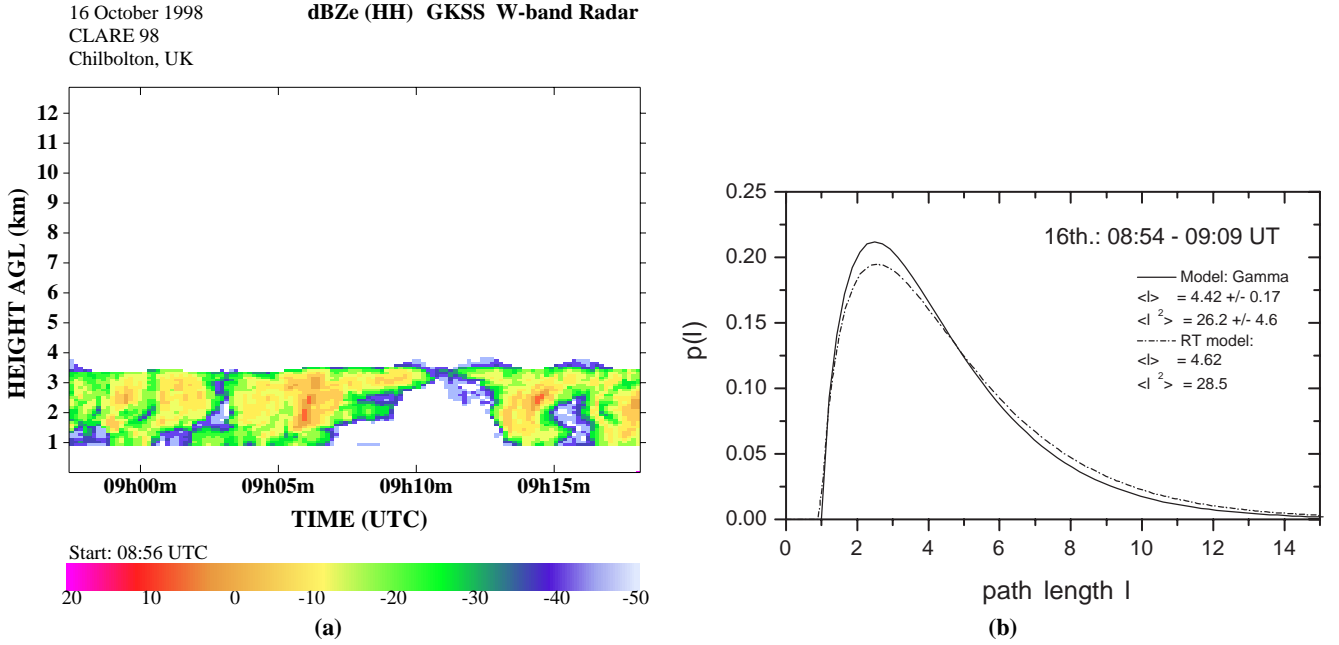 16 October 1998
dBZe (HH) GKSS W-band Radar
CLARE 98
Chilbolton, UK
12
11
10
9
8
7
6
5
4
3
2
1
HEIGHT AGL (km)
09h00m 09h05m 09h10m 09h15m
TIME (UTC)
Start: 08:56 UTC
20 10 0 -10 -20 -30 -40 -50
(a)
0.25
0.20
0.15
0.10
0.05
0.00
p(l)
16th.: 08:54 - 09:09 UT
Model: Gamma
<l> = 4.42 +/- 0.17
<l ²> = 26.2 +/- 4.6
RT model:
<l> = 4.62
<l ²> = 28.5
0 2 4 6 8 10 12 14
path length l
(b)